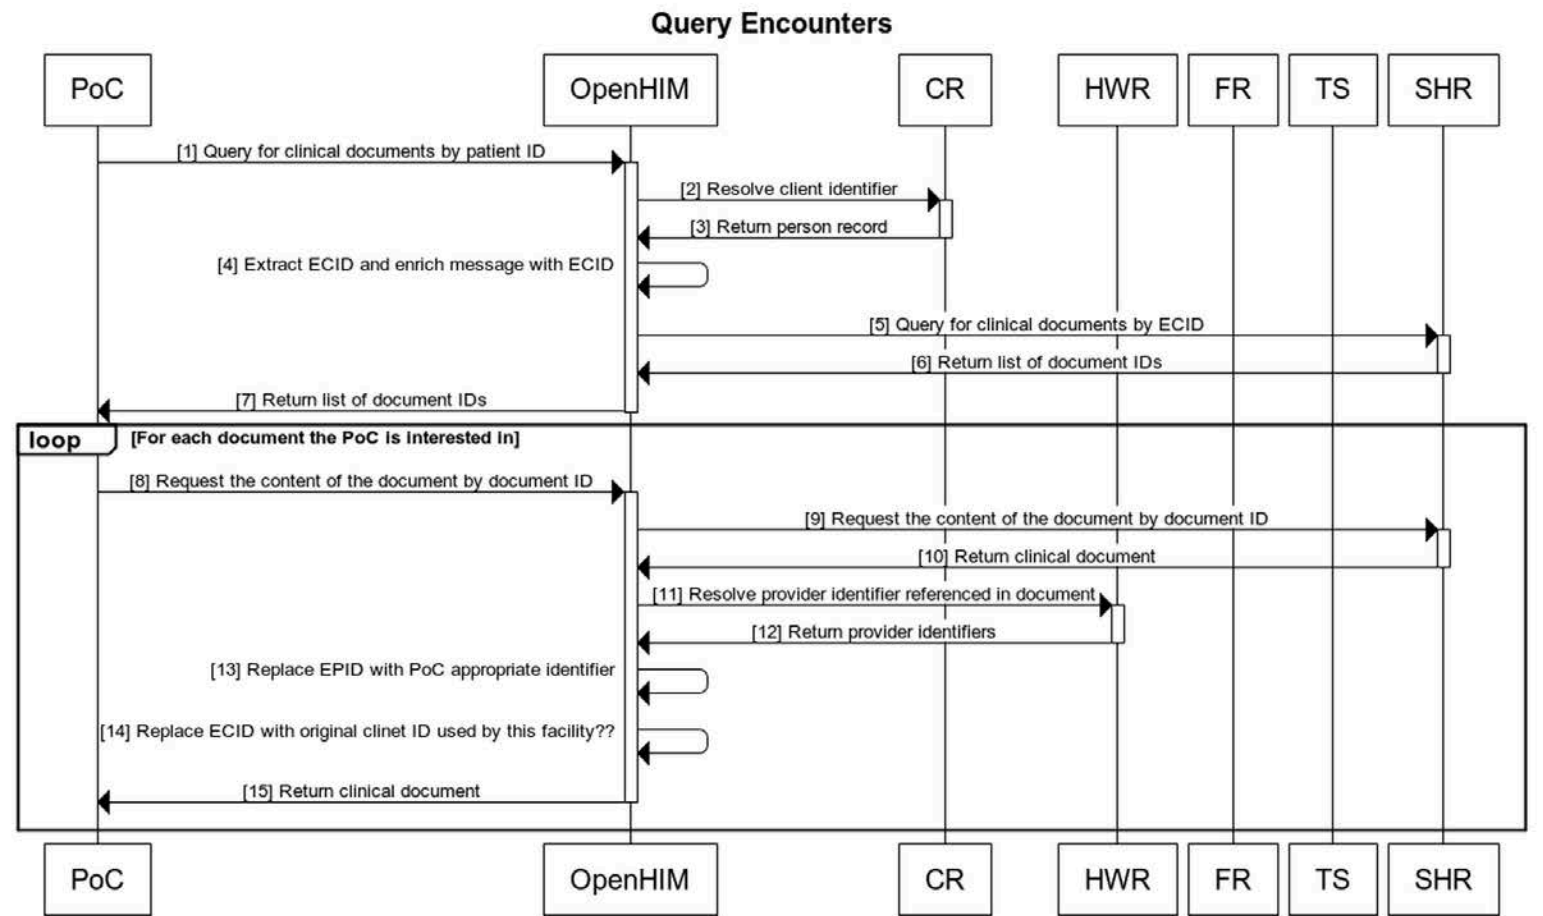 Query Encounters
PoC OpenHIM CR HWR FR TS SHR
[1] Query for clinical documents by patient ID
[2] Resolve client identifier
[3] Return person record
[4] Extract ECID and enrich message with ECID
[5] Query for clinical documents by ECID
[6] Return list of document IDs
[7] Return list of document IDs
loop [For each document the PoC is interested in]
[8] Request the content of the document by document ID
[9] Request the content of the document by document ID
[10] Return clinical document
[11] Resolve provider identifier referenced in document
[12] Return provider identifiers
[13] Replace EPID with PoC appropriate identifier
[14] Replace ECID with original clinet ID used by this facility??
[15] Return clinical document
PoC OpenHIM CR HWR FR TS SHR